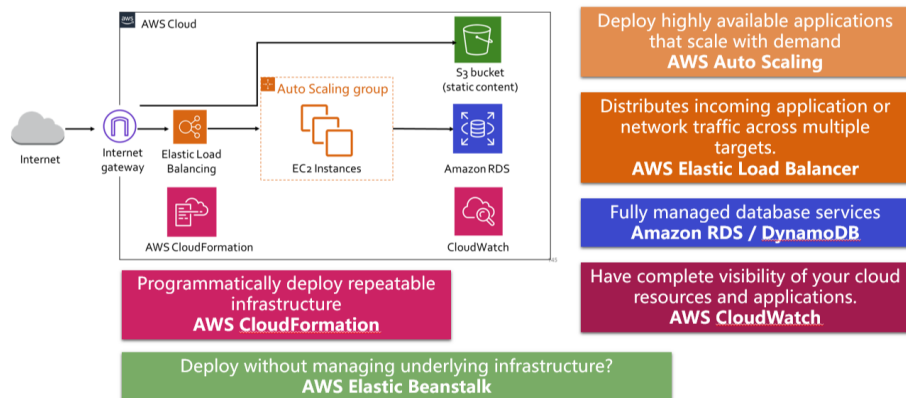 aws
AWS Cloud
S3 bucket
(static content)
Auto Scaling group
Internet
Internet
gateway
Elastic Load
Balancing
EC2 Instances
Amazon RDS
AWS CloudFormation
CloudWatch
Deploy highly available applications
that scale with demand
AWS Auto Scaling
Distributes incoming application or
network traffic across multiple
targets.
AWS Elastic Load Balancer
Fully managed database services
Amazon RDS / DynamoDB
Have complete visibility of your cloud
resources and applications.
AWS CloudWatch
Programmatically deploy repeatable
infrastructure
AWS CloudFormation
Deploy without managing underlying infrastructure?
AWS Elastic Beanstalk